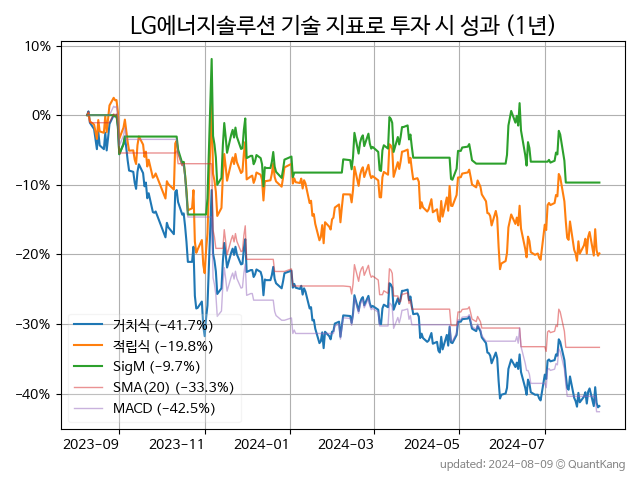 LG에너지솔루션 기술 지표로 투자 시 성과 (1년)
10%
0%
−10%
−20%
−30%
−40%
거치식 (−41.7%)
적립식 (−19.8%)
SigM (−9.7%)
SMA(20) (−33.3%)
MACD (−42.5%)
2023−09
2023−11
2024−01
2024−03
2024−05
2024−07
updated: 2024−08−09 © QuantKang